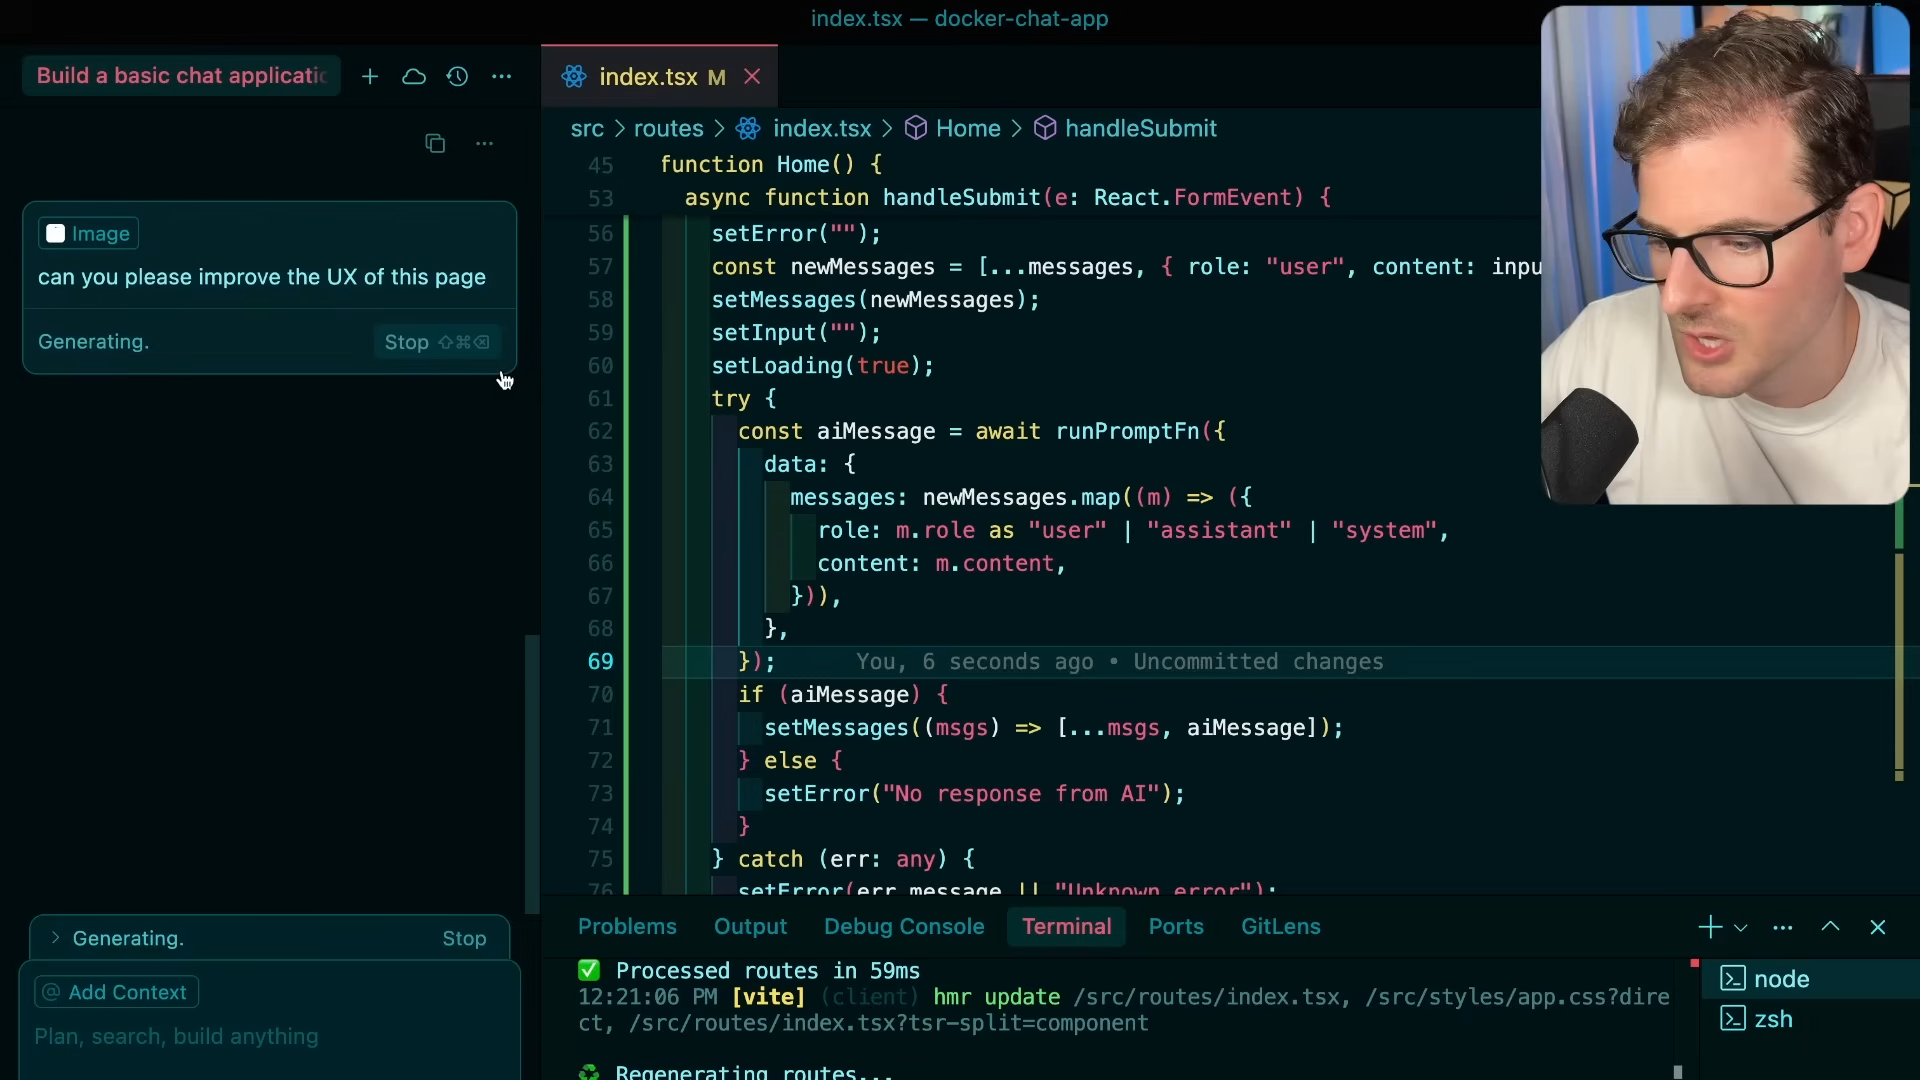 index.tsx — docker-chat-app
Build a basic chat applicatic
Image
can you please improve the UX of this page
Generating.
Stop ⇧⌘⌫
Generating.
Stop
@ Add Context
Plan, search, build anything
index.tsx M
src > routes > index.tsx > Home > handleSubmit
45 function Home() {
53 async function handleSubmit(e: React.FormEvent) {
56 setError("");
57 const newMessages = [...messages, { role: "user", content: inpu
58 setMessages(newMessages);
59 setInput("");
60 setLoading(true);
61 try {
62 const aiMessage = await runPromptFn({
63 data: {
64 messages: newMessages.map((m) => ({
65 role: m.role as "user" | "assistant" | "system",
66 content: m.content,
67 })),
68 },
69 }); You, 6 seconds ago • Uncommitted changes
70 if (aiMessage) {
71 setMessages((msgs) => [...msgs, aiMessage]);
72 } else {
73 setError("No response from AI");
74 }
75 } catch (err: any) {
76 setError(err.message || "Unknown error");
Problems Output Debug Console Terminal Ports GitLens
✅ Processed routes in 59ms
12:21:06 PM [vite] (client) hmr update /src/routes/index.tsx, /src/styles/app.css?dire
ct, /src/routes/index.tsx?tsr-split=component
♻️ Regenerating routes...
node
zsh